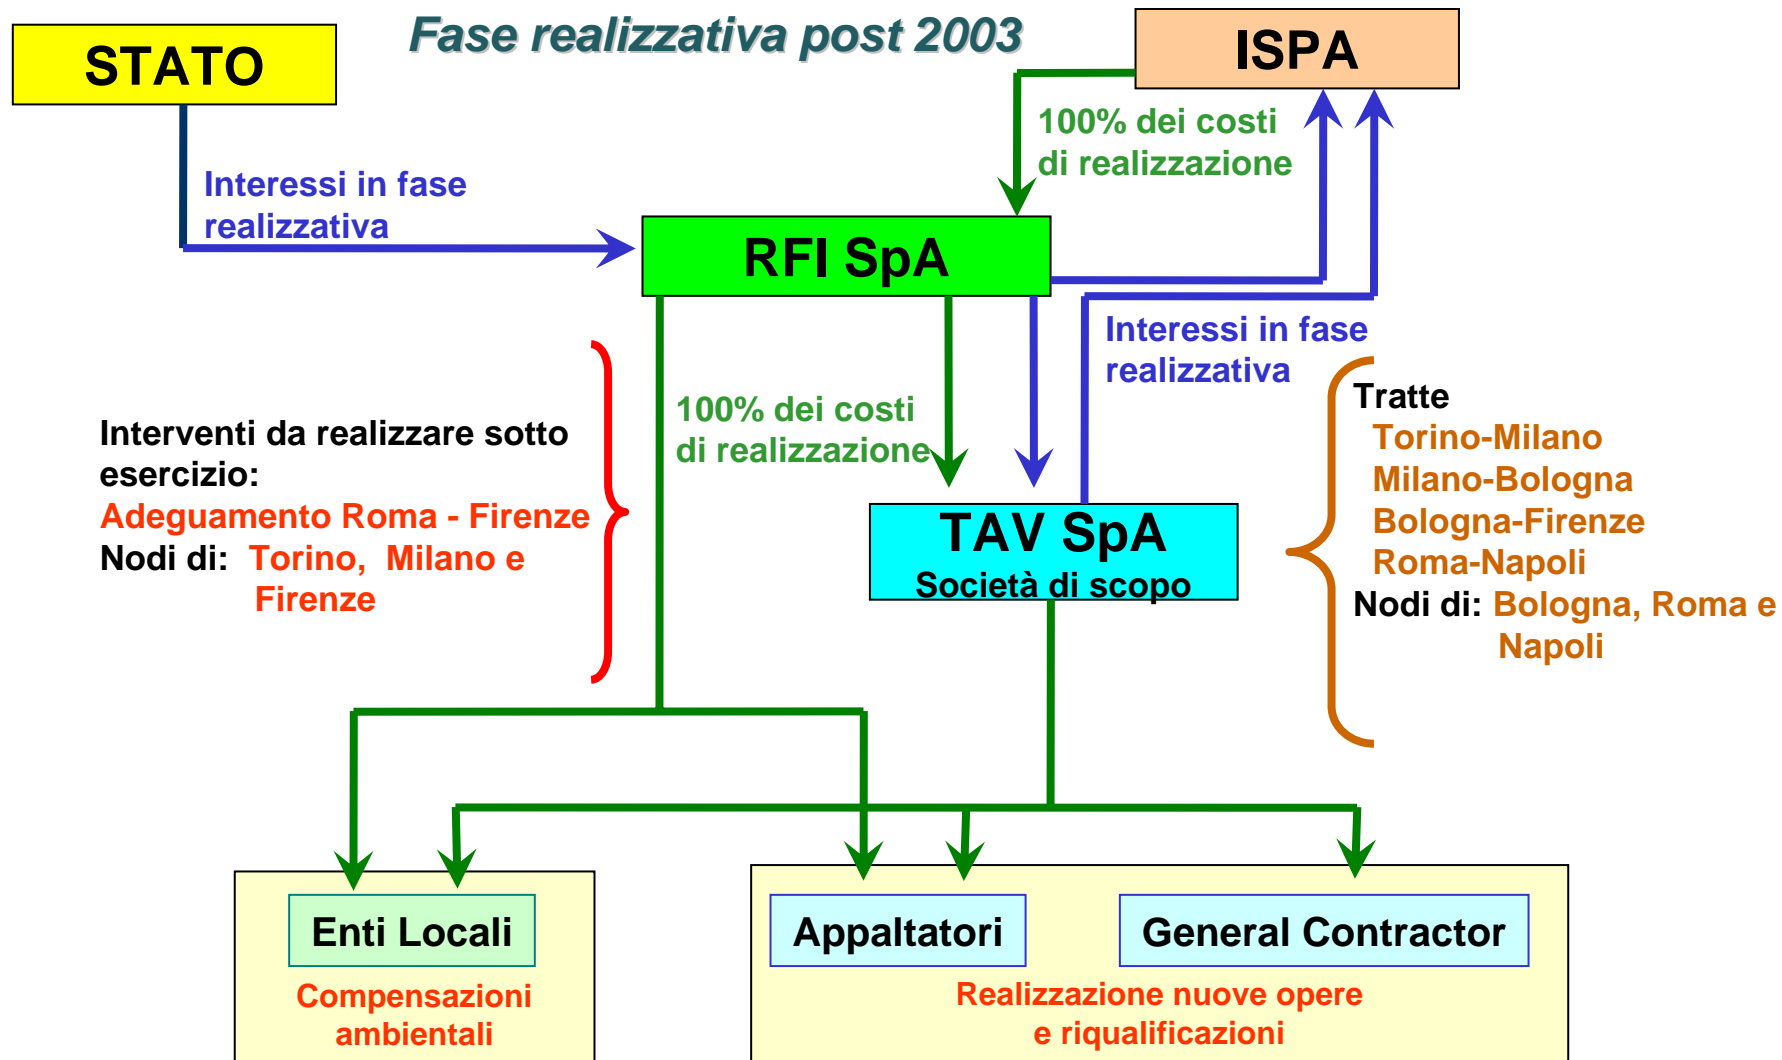 Fase realizzativa post 2003
STATO
ISPA
100% dei costi
di realizzazione
Interessi in fase
realizzativa
RFI SpA
Interessi in fase
realizzativa
100% dei costi
di realizzazione
Interventi da realizzare sotto
esercizio:
Adeguamento Roma - Firenze
Nodi di: Torino, Milano e
Firenze
Tratte
Torino-Milano
Milano-Bologna
Bologna-Firenze
Roma-Napoli
Nodi di: Bologna, Roma e
Napoli
TAV SpA
Società di scopo
Enti Locali
Compensazioni
ambientali
Appaltatori
General Contractor
Realizzazione nuove opere
e riqualificazioni